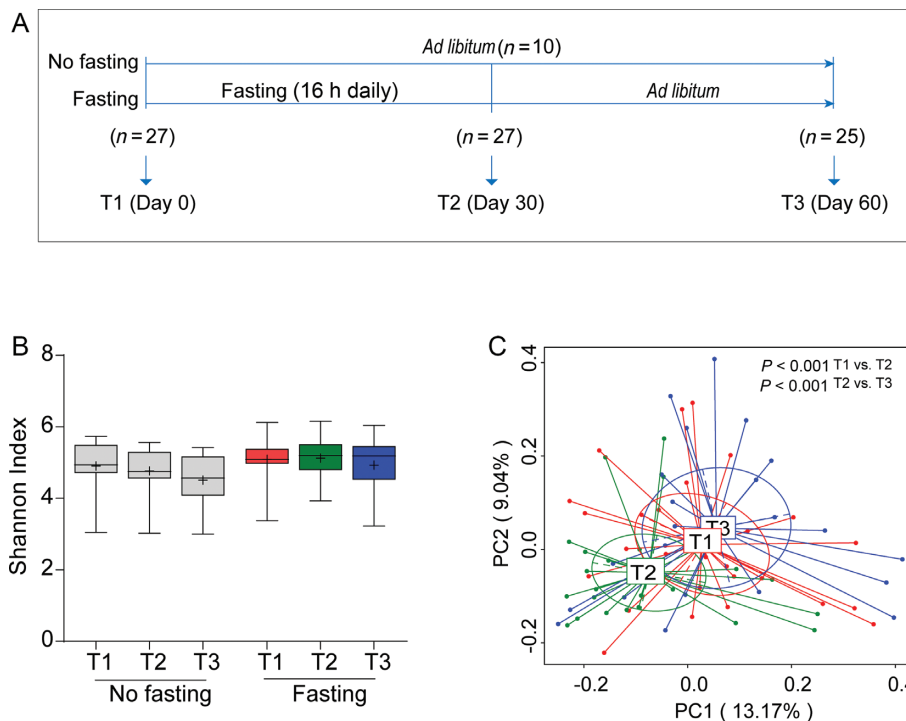 A
Ad libitum (n = 10)
No fasting
Fasting
Fasting (16 h daily)
Ad libitum
(n = 27)
(n = 27)
(n = 25)
T1 (Day 0)
T2 (Day 30)
T3 (Day 60)
B
Shannon Index
8
6
4
2
0
T1
T2
T3
T1
T2
T3
No fasting
Fasting
C
P < 0.001 T1 vs. T2
P < 0.001 T2 vs. T3
PC2 ( 9.04% )
0.4
0.2
0.0
-0.2
T3
T1
T2
-0.2
0.0
0.2
0.4
PC1 ( 13.17%)